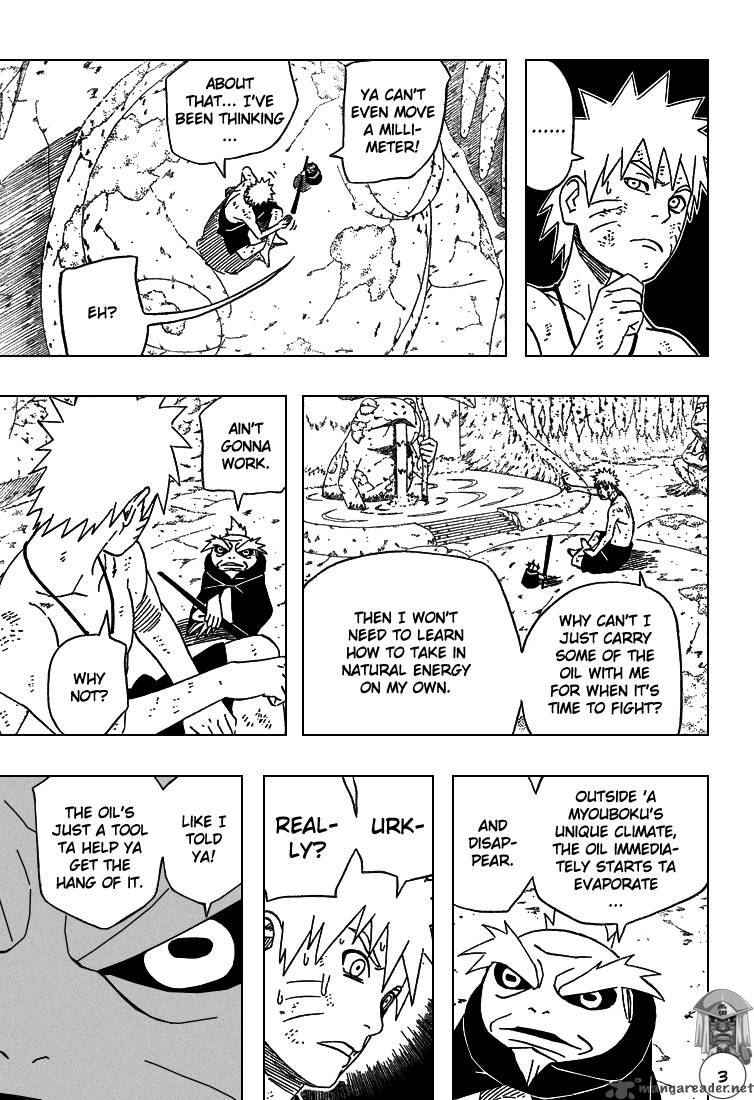 .......
YA CAN'T
EVEN MOVE
A MILLI-
METER!
ABOUT
THAT... I'VE
BEEN THINKING
...
EH?
WHY CAN'T I
JUST CARRY
SOME OF THE
OIL WITH ME
FOR WHEN IT'S
TIME TO FIGHT?
THEN I WON'T
NEED TO LEARN
HOW TO TAKE IN
NATURAL ENERGY
ON MY OWN.
AIN'T
GONNA
WORK.
WHY
NOT?
OUTSIDE 'A
MYOUBOKU'S
UNIQUE CLIMATE,
THE OIL IMMEDIA-
TELY STARTS TA
EVAPORATE
...
AND
DISAP-
PEAR.
URK-
REAL-
LY?
LIKE I
TOLD
YA!
THE OIL'S
JUST A TOOL
TA HELP YA
GET THE
HANG OF IT.
3
mangareader.net